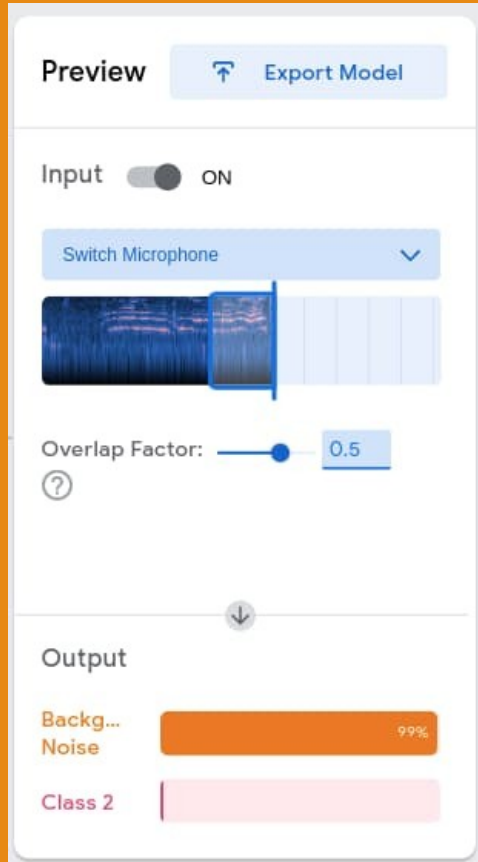 Preview
Export Model
Input
ON
Switch Microphone
Overlap Factor:
0.5
?
Output
Backg...
Noise
99%
Class 2